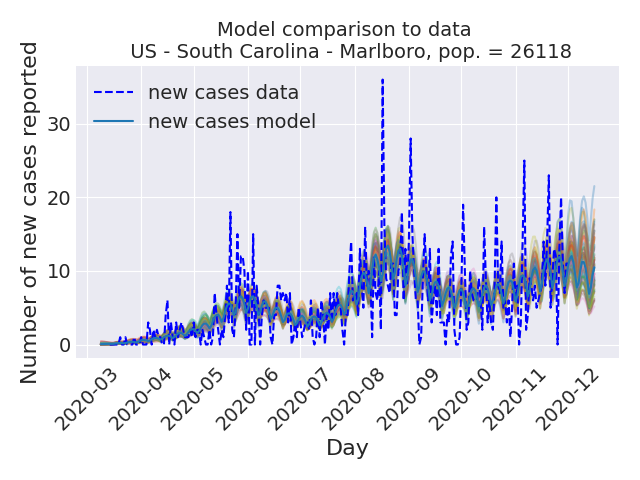 Model comparison to data
US - South Carolina - Marlboro, pop. = 26118
Number of new cases reported
new cases data
new cases model
30
20
10
0
2020-03
2020-04
2020-05
2020-06
2020-07
2020-08
2020-09
2020-10
2020-11
2020-12
Day